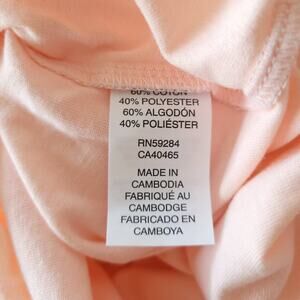 60% COTON
40% POLYESTER
60% ALGODÓN
40% POLIÉSTER
RN59284
CA40465
MADE IN
CAMBODIA
FABRIQUÉ AU
CAMBODGE
FABRICADO EN
CAMBOYA